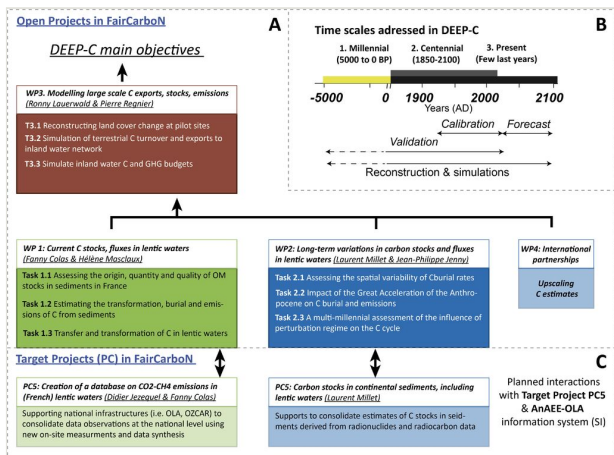 Open Projects in FairCarboN
A
DEEP-C main objectives
WP3. Modelling large scale C exports, stocks, emissions
(Ronny Lauerwald & Pierre Regnier)
T3.1 Reconstructing land cover change at pilot sites
T3.2 Simulation of terrestrial C turnover and exports to
inland water network
T3.3 Simulate inland water C and GHG budgets
B
Time scales adressed in DEEP-C
1. Millennial
(5000 to 0 BP)
2. Centennial
(1850-2100)
3. Present
(Few last years)
-5000 0 1900 2000 2100
Years (AD)
Calibration
Forecast
Validation
Reconstruction & simulations
WP 1: Current C stocks, fluxes in lentic waters
(Fanny Colas & Hélène Masclaux)
Task 1.1 Assessing the origin, quantity and quality of OM
stocks in sediments in France
Task 1.2 Estimating the transformation, burial and emis-
sions of C from sediments
Task 1.3 Transfer and transformation of C in lentic waters
WP2: Long-term variations in carbon stocks and fluxes
in lentic waters (Laurent Millet & Jean-Philippe Jenny)
Task 2.1 Assessing the spatial variability of Cburial rates
Task 2.2 Impact of the Great Acceleration of the Anthro-
pocene on C burial and emissions
Task 2.3 A multi-millennial assessment of the influence of
perturbation regime on the C cycle
WP4: International
partnerships
Upscaling
C estimates
Target Projects (PC) in FairCarboN
C
PC5: Creation of a database on CO2-CH4 emissions in
(French) lentic waters (Didier Jezequel & Fanny Colas)
Supporting national infrastructures (i.e. OLA, OZCAR) to
consolidate data observations at the national level using
new on-site measurments and data synthesis
PC5: Carbon stocks in continental sediments, including
lentic waters (Laurent Millet)
Supports to consolidate estimates of C stocks in seid-
ments derived from radionuclides and radiocarbon data
Planned interactions
with Target Project PC5
& AnAEE-OLA
information system (SI)